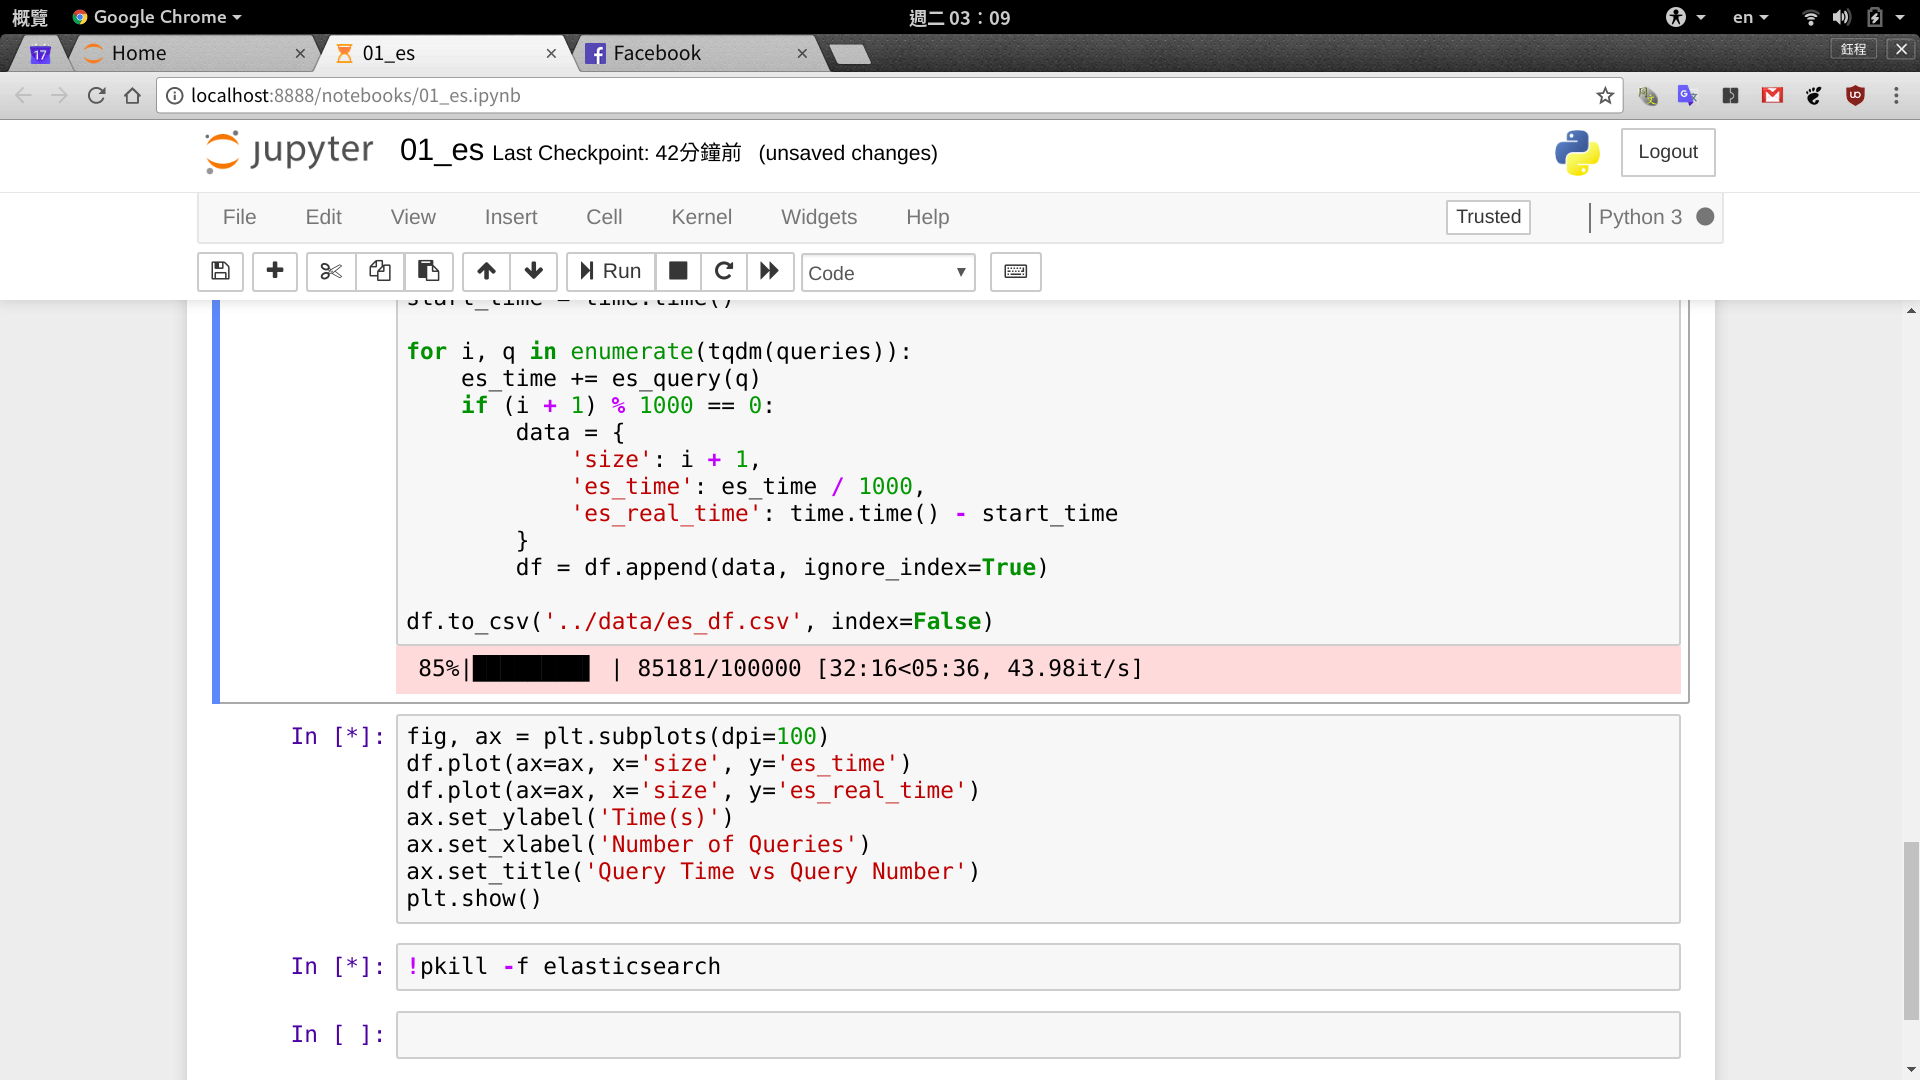 概覽 Google Chrome 週二 03：09 en
17 Home 01_es Facebook 鈺程
localhost:8888/notebooks/01_es.ipynb
jupyter 01_es Last Checkpoint: 42分鐘前 (unsaved changes) Logout
File Edit View Insert Cell Kernel Widgets Help Trusted Python 3
Run Code
start_time = time.time()
for i, q in enumerate(tqdm(queries)):
    es_time += es_query(q)
    if (i + 1) % 1000 == 0:
        data = {
            'size': i + 1,
            'es_time': es_time / 1000,
            'es_real_time': time.time() - start_time
        }
        df = df.append(data, ignore_index=True)
df.to_csv('../data/es_df.csv', index=False)
85%|████████▌ | 85181/100000 [32:16<05:36, 43.98it/s]
In [*]: fig, ax = plt.subplots(dpi=100)
df.plot(ax=ax, x='size', y='es_time')
df.plot(ax=ax, x='size', y='es_real_time')
ax.set_ylabel('Time(s)')
ax.set_xlabel('Number of Queries')
ax.set_title('Query Time vs Query Number')
plt.show()
In [*]: !pkill -f elasticsearch
In [ ]: